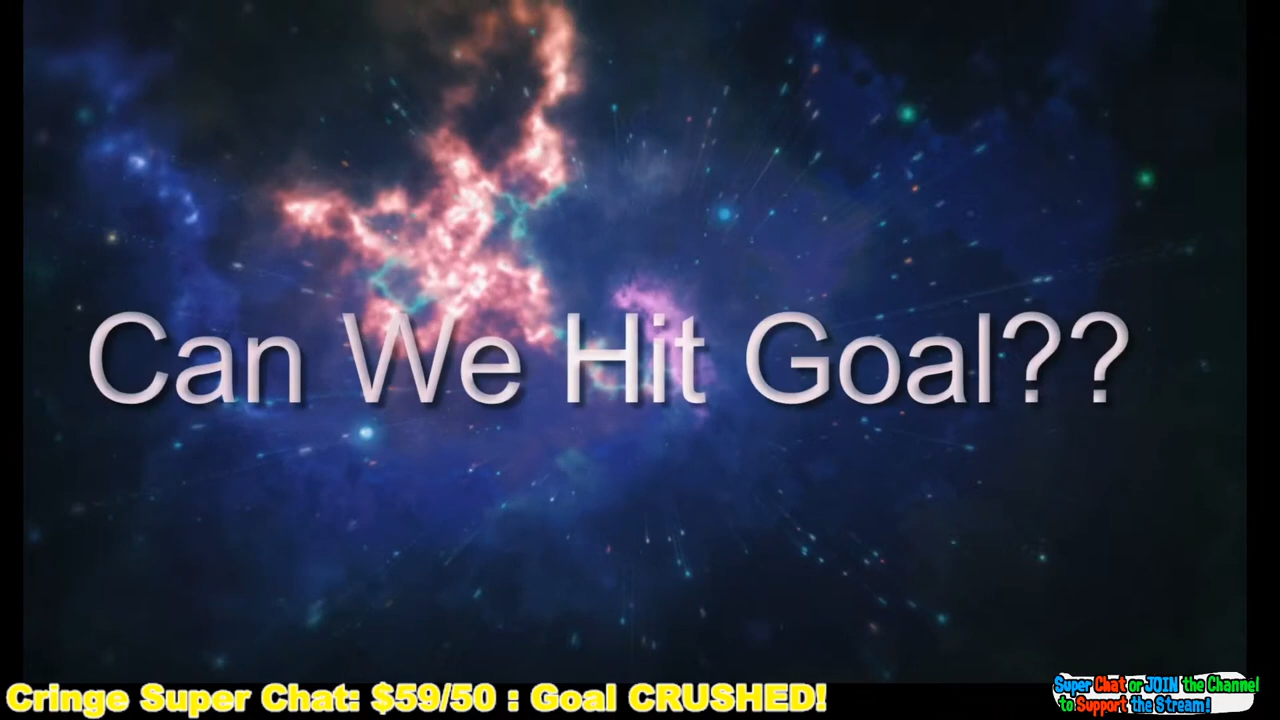 Can We Hit Goal??
Cringe Super Chat: $59/50 : Goal CRUSHED!
Super Chat or JOIN the Channel
to Support the Stream!